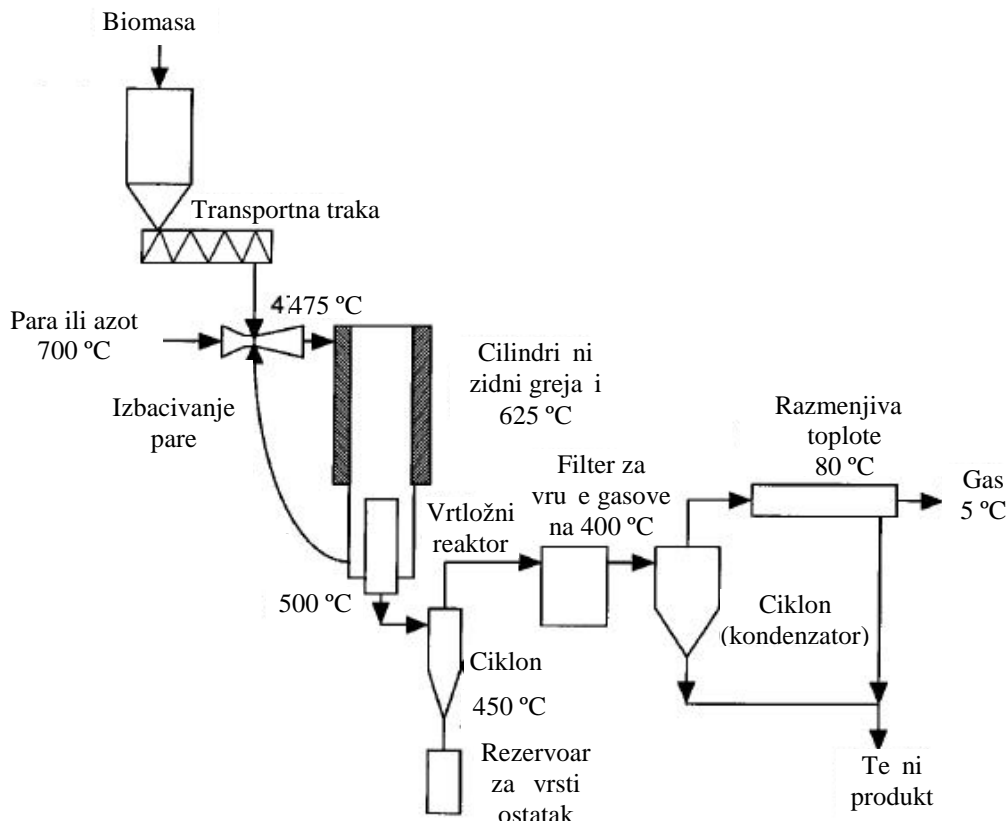 Biomasa
Transportna traka
4 475 ºC
Para ili azot
700 ºC
Izbacivanje
pare
Cilindri ni
zidni greja i
625 ºC
Razmenjiva
toplote
80 ºC
Gas
5 ºC
Filter za
vru e gasove
na 400 ºC
Vrtložni
reaktor
500 ºC
Ciklon
(kondenzator)
Ciklon
450 ºC
Rezervoar
za vrsti
ostatak
Te ni
produkt